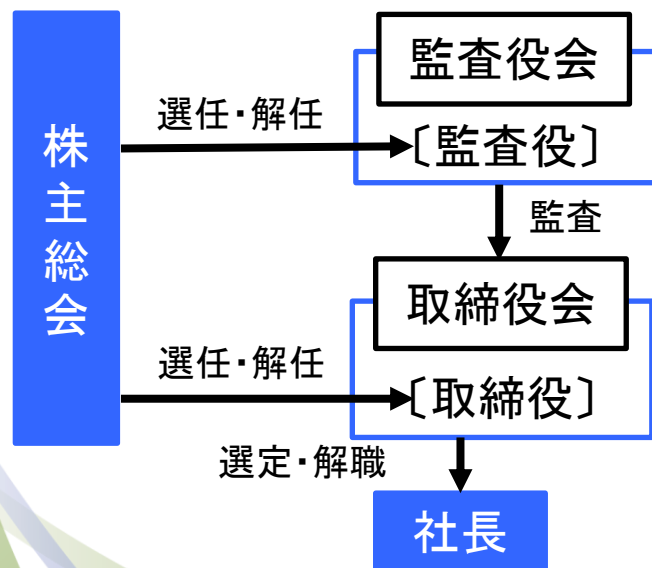 株主総会
監査役会
選任・解任
〔監査役〕
監査
取締役会
選任・解任
〔取締役〕
選定・解職
社長